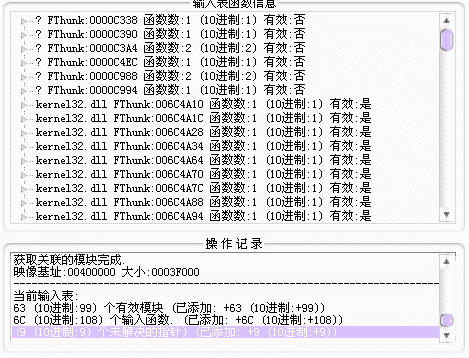 输入表函数信息
? FThunk:0000C338 函数数:1 (10进制:1) 有效:否
? FThunk:0000C390 函数数:1 (10进制:1) 有效:否
? FThunk:0000C3A4 函数数:2 (10进制:2) 有效:否
? FThunk:0000C4EC 函数数:1 (10进制:1) 有效:否
? FThunk:0000C988 函数数:2 (10进制:2) 有效:否
? FThunk:0000C994 函数数:1 (10进制:1) 有效:否
kernel32.dll FThunk:006C4A10 函数数:1 (10进制:1) 有效:是
kernel32.dll FThunk:006C4A1C 函数数:1 (10进制:1) 有效:是
kernel32.dll FThunk:006C4A28 函数数:1 (10进制:1) 有效:是
kernel32.dll FThunk:006C4A34 函数数:1 (10进制:1) 有效:是
kernel32.dll FThunk:006C4A64 函数数:1 (10进制:1) 有效:是
kernel32.dll FThunk:006C4A70 函数数:1 (10进制:1) 有效:是
kernel32.dll FThunk:006C4A7C 函数数:1 (10进制:1) 有效:是
kernel32.dll FThunk:006C4A88 函数数:1 (10进制:1) 有效:是
kernel32.dll FThunk:006C4A94 函数数:1 (10进制:1) 有效:是
操作记录
获取关联的模块完成.
映像基址:00400000 大小:0003F000
当前输入表:
63 (10进制:99) 个有效模块 (已添加: +63 (10进制:+99))
6C (10进制:108) 个输入函数. (已添加: +6C (10进制:+108))
(9 (10进制:9) 个未解决的指针) (已添加: +9 (10进制:+9))